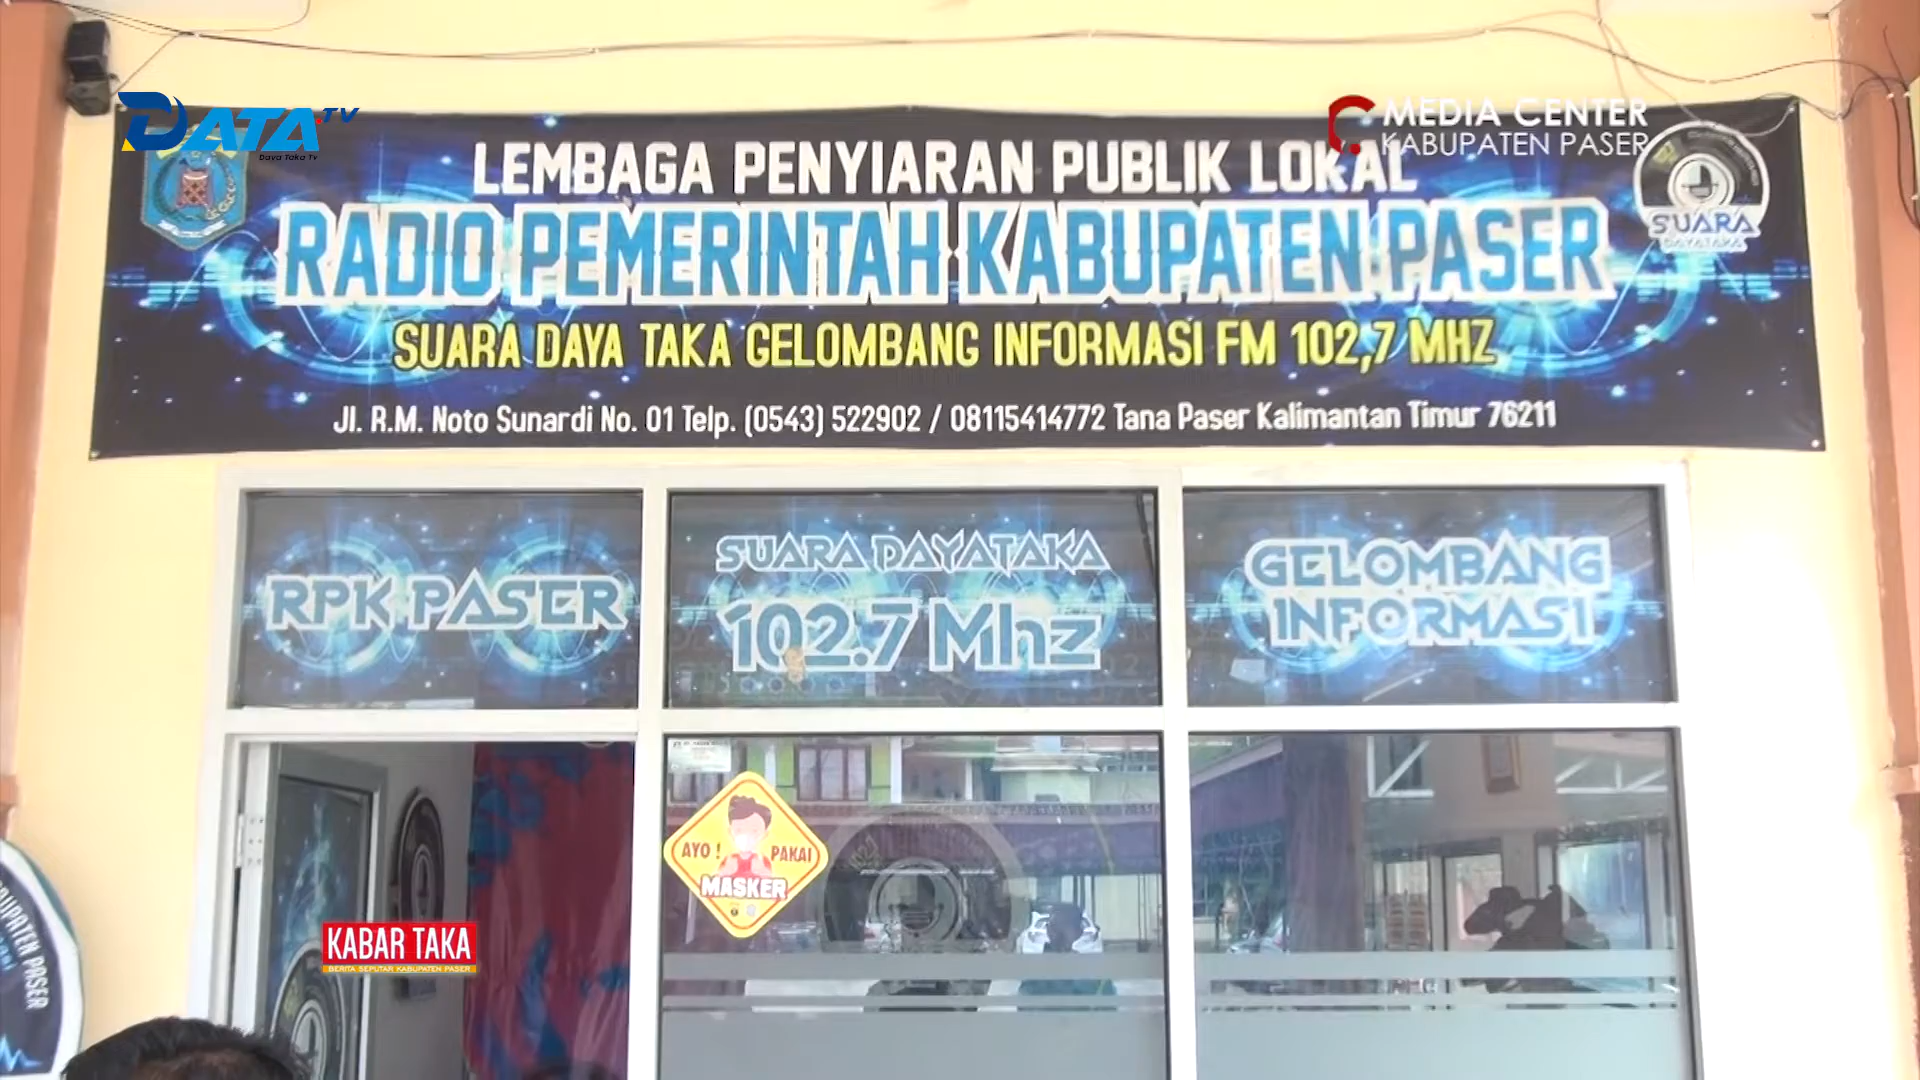 DATA TV
Daya Taka Tv
MEDIA CENTER
KABUPATEN PASER
LEMBAGA PENYIARAN PUBLIK LOKAL
RADIO PEMERINTAH KABUPATEN PASER
SUARA
DAYATAKA
SUARA DAYA TAKA GELOMBANG INFORMASI FM 102,7 MHZ
Jl. R.M. Noto Sunardi No. 01 Telp. (0543) 522902 / 08115414772 Tana Paser Kalimantan Timur 76211
RPK PASER
SUARA DAYATAKA
102.7 Mhz
GELOMBANG
INFORMASI
AYO ! PAKAI
MASKER
KABAR TAKA
BERITA SEPUTAR KABUPATEN PASER
PASER